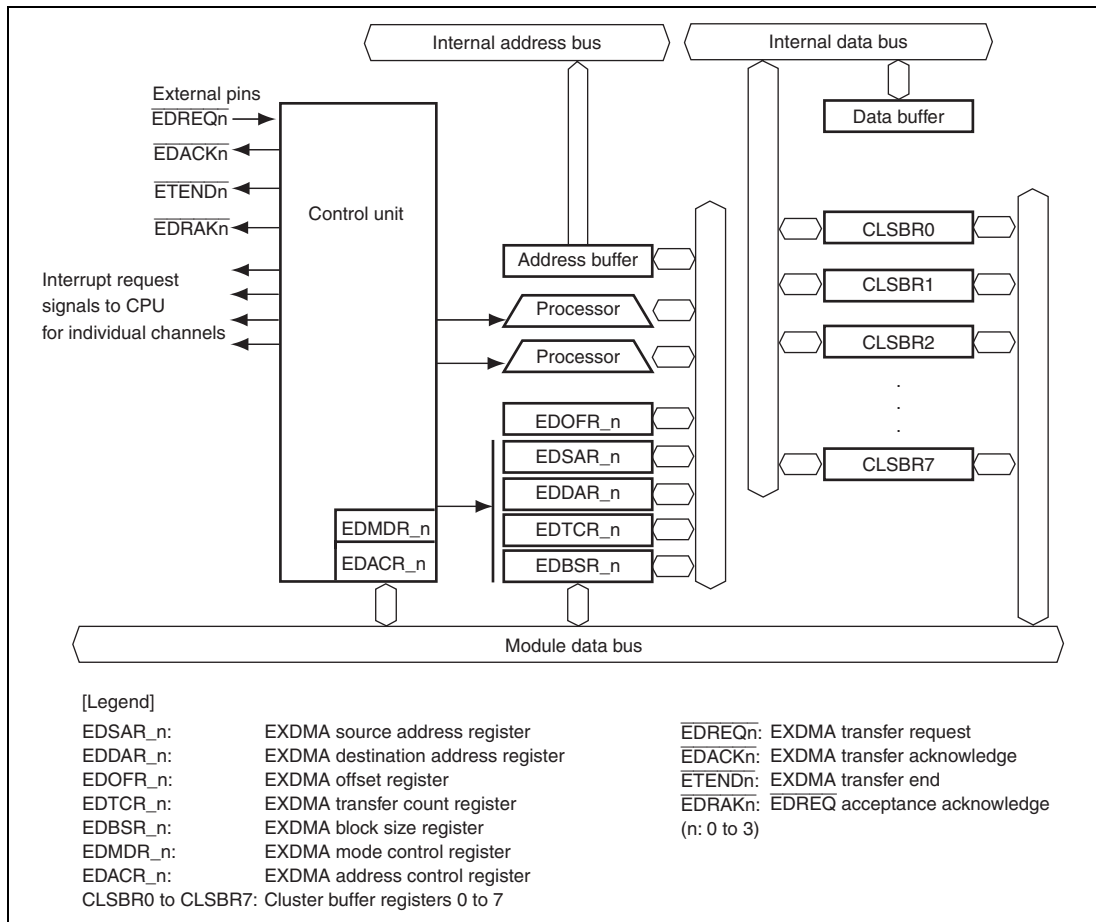 Internal address bus
Internal data bus
External pins
EDREQn
EDACKn
ETENDn
EDRAKn
Interrupt request
signals to CPU
for individual channels
Control unit
Data buffer
Address buffer
Processor
Processor
EDOFR_n
EDSAR_n
EDDAR_n
EDTCR_n
EDBSR_n
EDMDR_n
EDACR_n
CLSBR0
CLSBR1
CLSBR2
.
.
.
CLSBR7
Module data bus
[Legend]
EDSAR_n: EXDMA source address register
EDDAR_n: EXDMA destination address register
EDOFR_n: EXDMA offset register
EDTCR_n: EXDMA transfer count register
EDBSR_n: EXDMA block size register
EDMDR_n: EXDMA mode control register
EDACR_n: EXDMA address control register
CLSBR0 to CLSBR7: Cluster buffer registers 0 to 7
EDREQn: EXDMA transfer request
EDACKn: EXDMA transfer acknowledge
ETENDn: EXDMA transfer end
EDRAKn: EDREQ acceptance acknowledge
(n: 0 to 3)